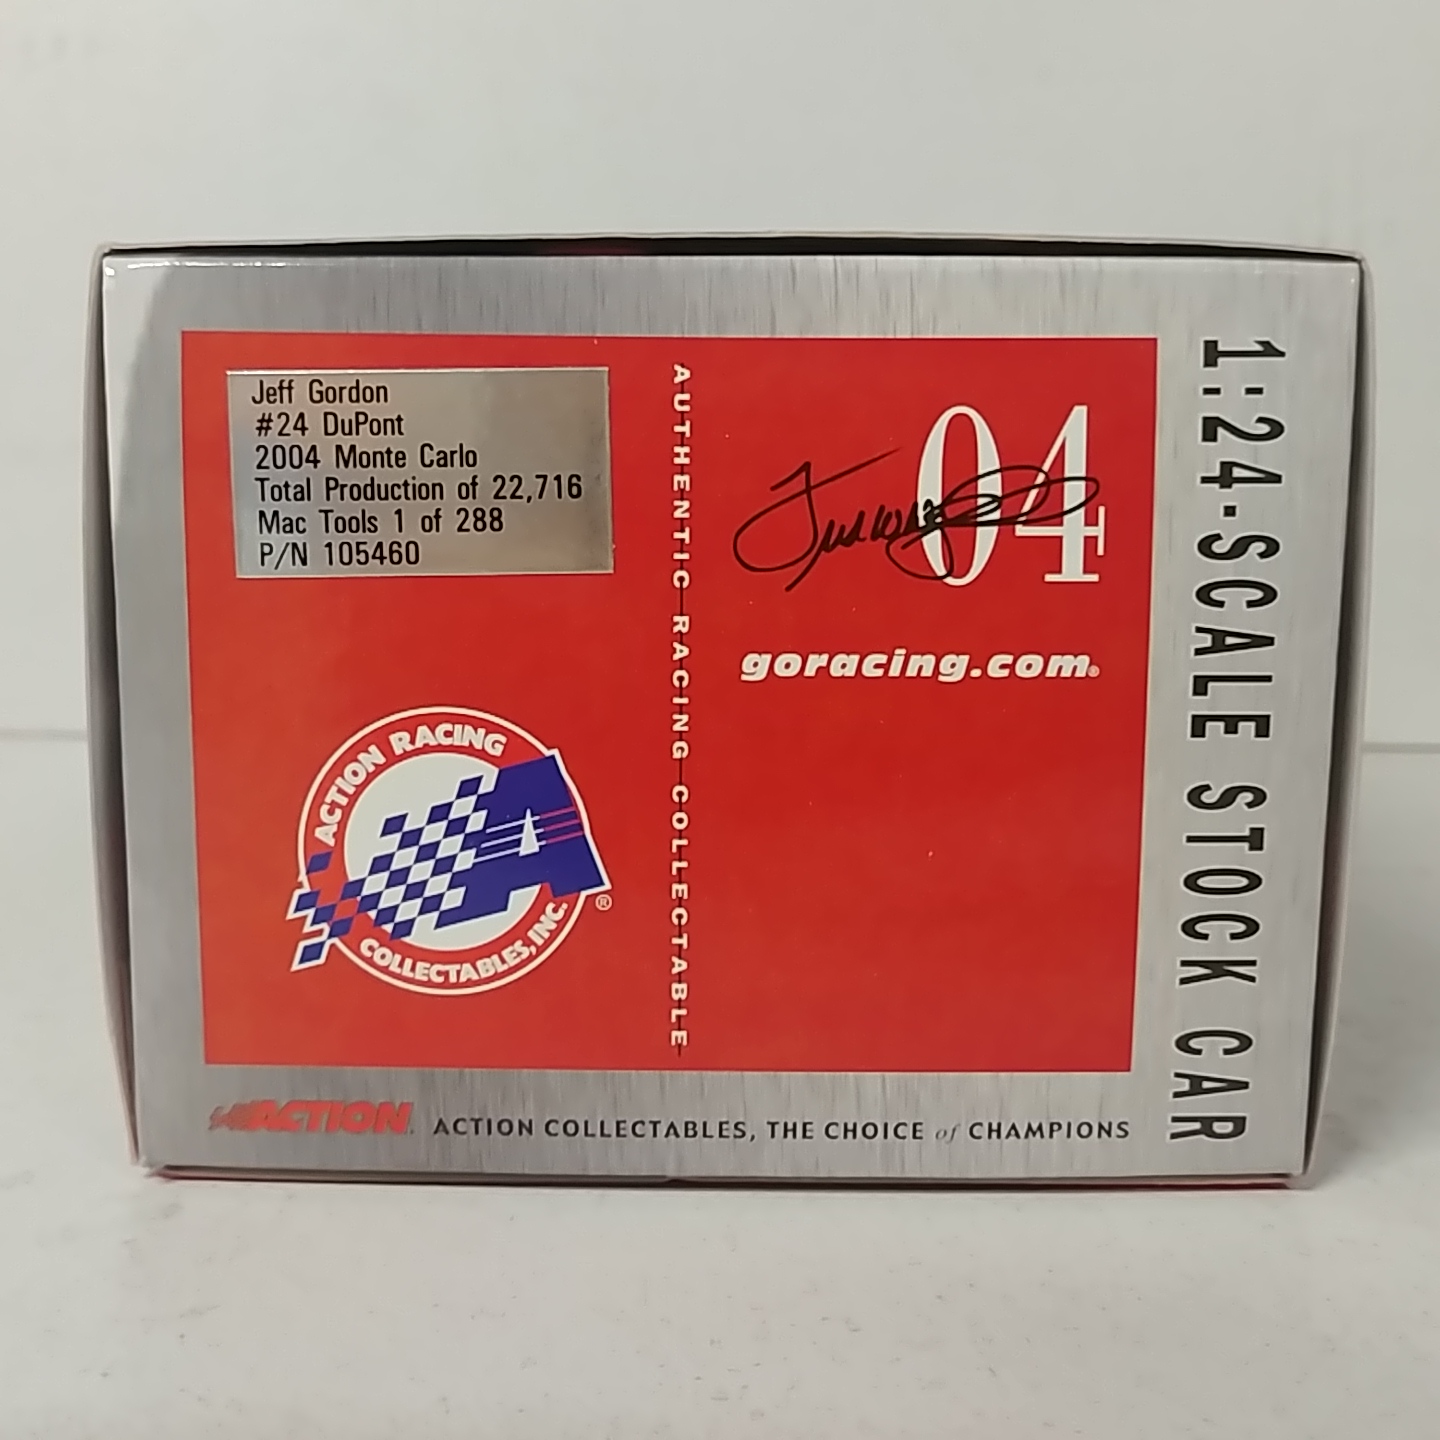 Jeff Gordon
#24 DuPont
2004 Monte Carlo
Total Production of 22,716
Mac Tools 1 of 288
P/N 105460
AUTHENTIC RACING COLLECTABLE
04
goracing.com®
1:24-SCALE STOCK CAR
ACTION RACING
COLLECTABLES, INC.
A
®
ACTION
ACTION COLLECTABLES, THE CHOICE of CHAMPIONS